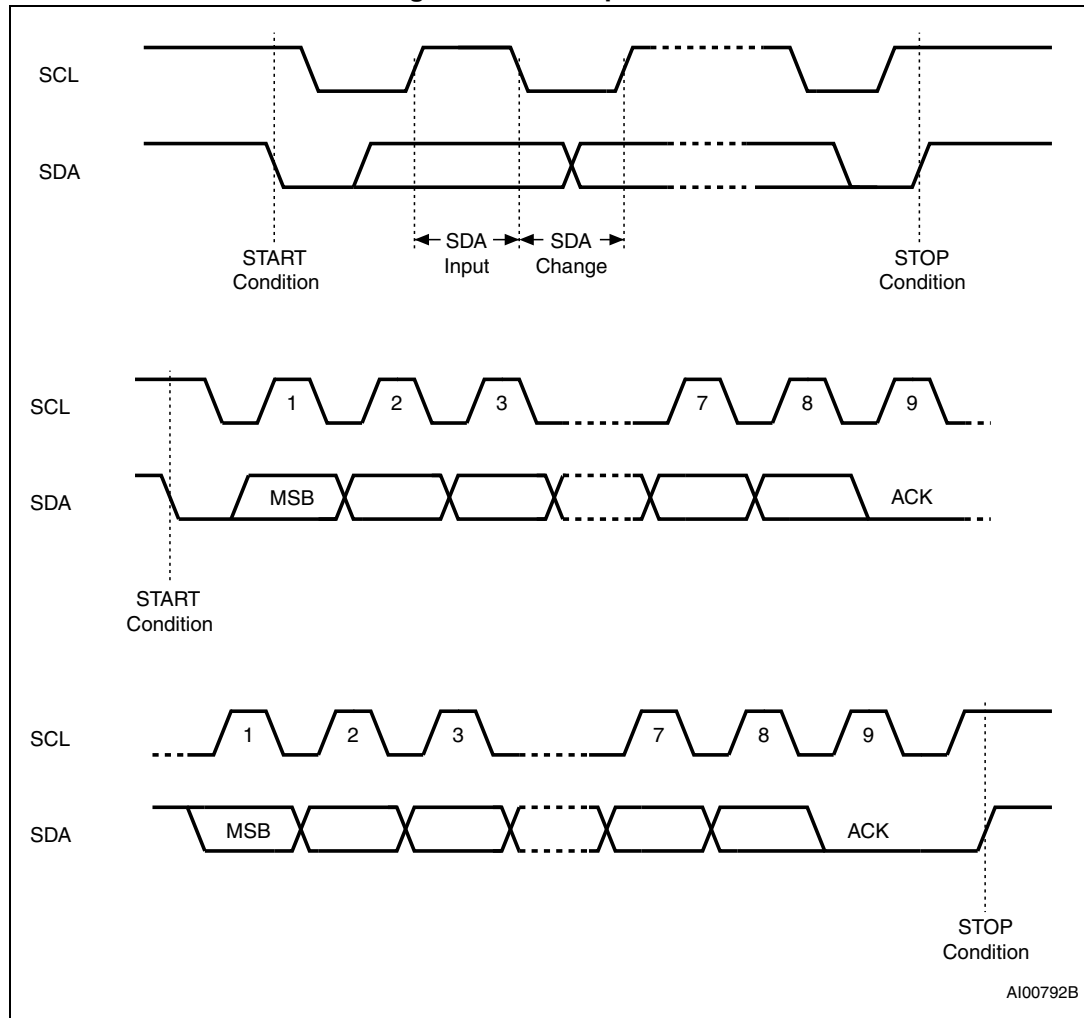 SCL
SDA
START
Condition
SDA
Input
SDA
Change
STOP
Condition
SCL
1 2 3 7 8 9
SDA
MSB
ACK
START
Condition
SCL
1 2 3 7 8 9
SDA
MSB
ACK
STOP
Condition
AI00792B